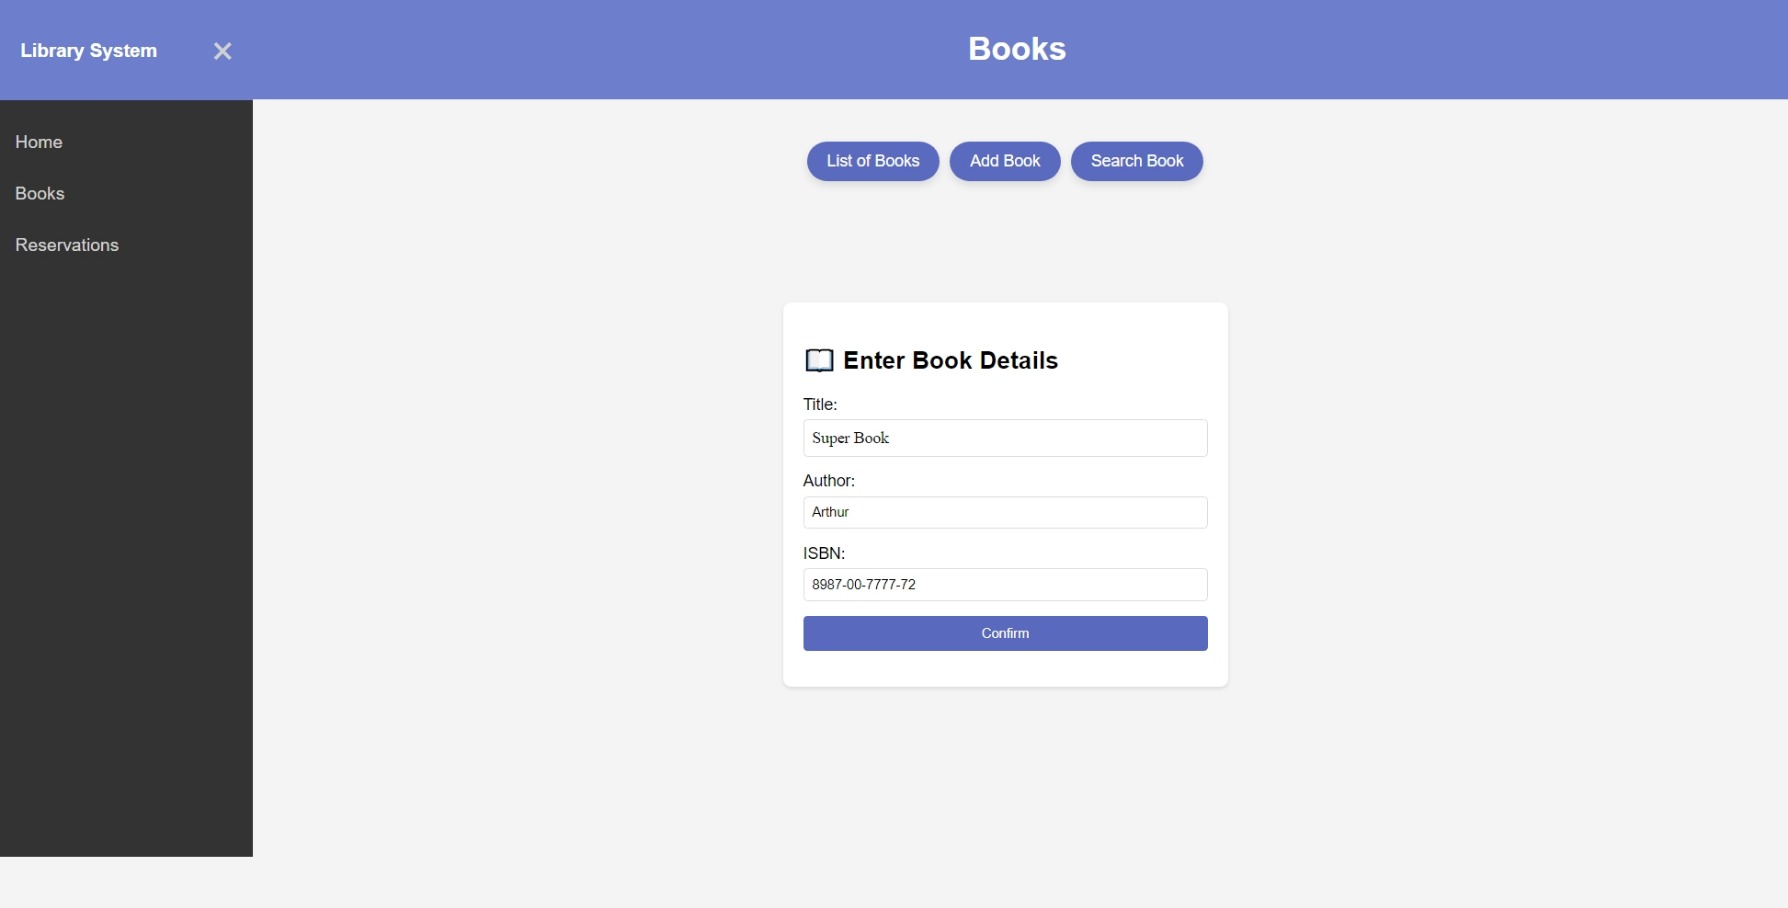 Library System
Books
Home
Books
Reservations
List of Books
Add Book
Search Book
Enter Book Details
Title:
Super Book
Author:
Arthur
ISBN:
8987-00-7777-72
Confirm